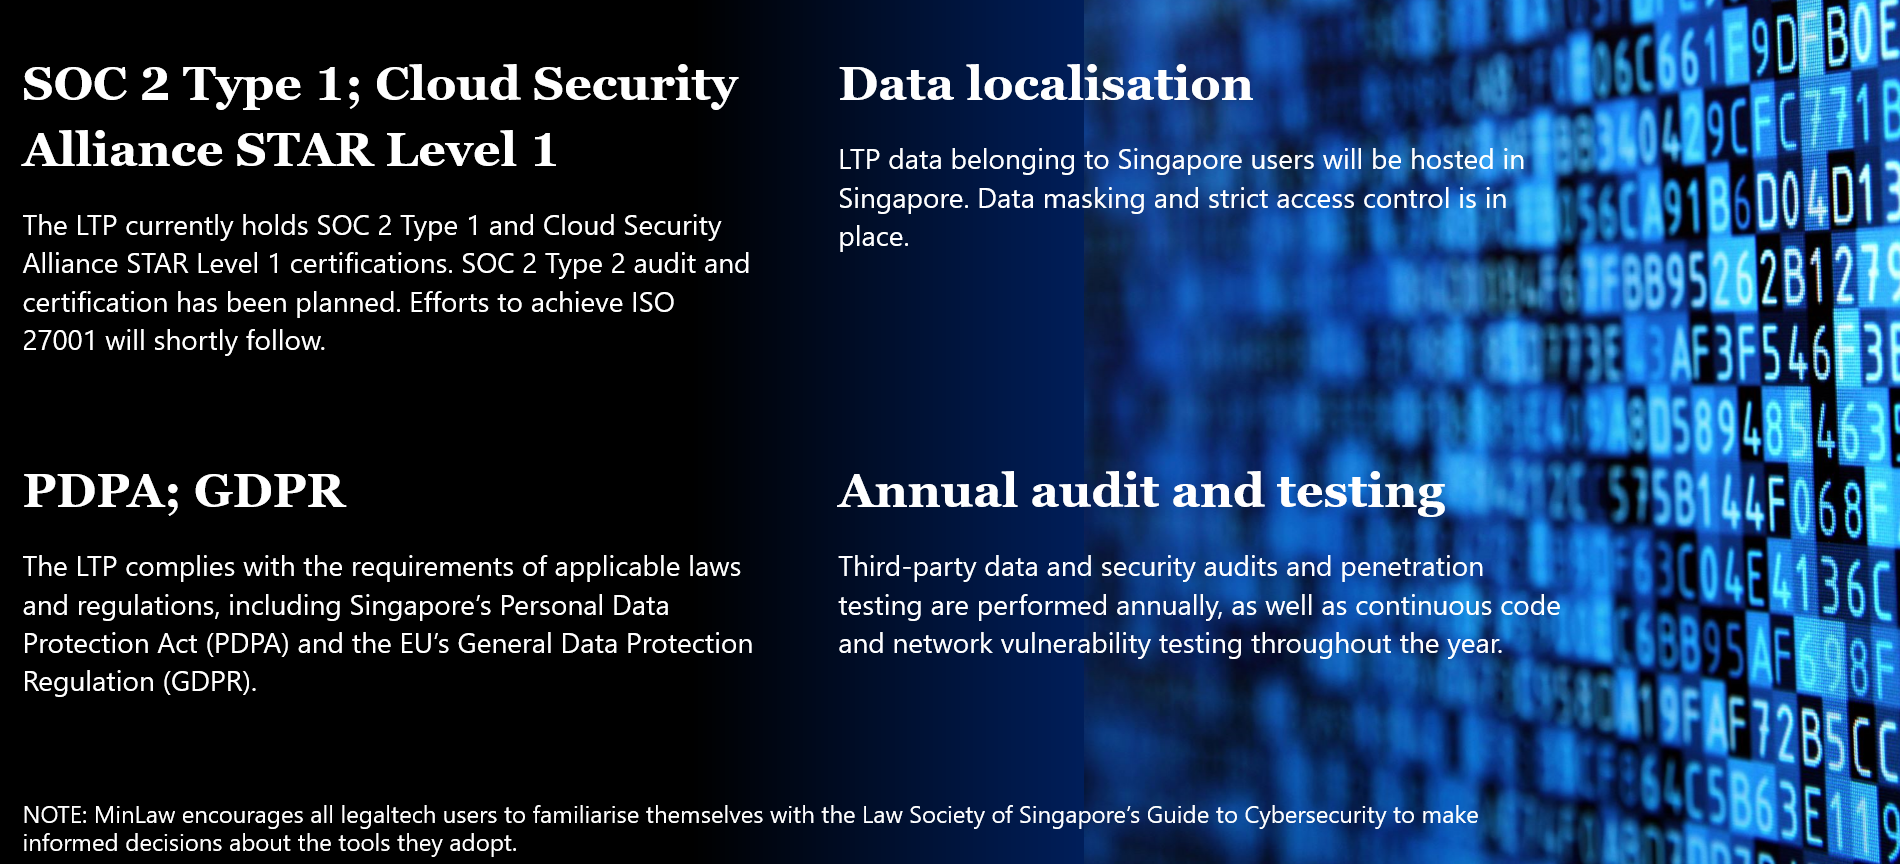 SOC 2 Type 1; Cloud Security
Alliance STAR Level 1
The LTP currently holds SOC 2 Type 1 and Cloud Security
Alliance STAR Level 1 certifications. SOC 2 Type 2 audit and
certification has been planned. Efforts to achieve ISO
27001 will shortly follow.
Data localisation
LTP data belonging to Singapore users will be hosted in
Singapore. Data masking and strict access control is in
place.
PDPA; GDPR
The LTP complies with the requirements of applicable laws
and regulations, including Singapore’s Personal Data
Protection Act (PDPA) and the EU’s General Data Protection
Regulation (GDPR).
Annual audit and testing
Third-party data and security audits and penetration
testing are performed annually, as well as continuous code
and network vulnerability testing throughout the year.
NOTE: MinLaw encourages all legaltech users to familiarise themselves with the Law Society of Singapore’s Guide to Cybersecurity to make
informed decisions about the tools they adopt.